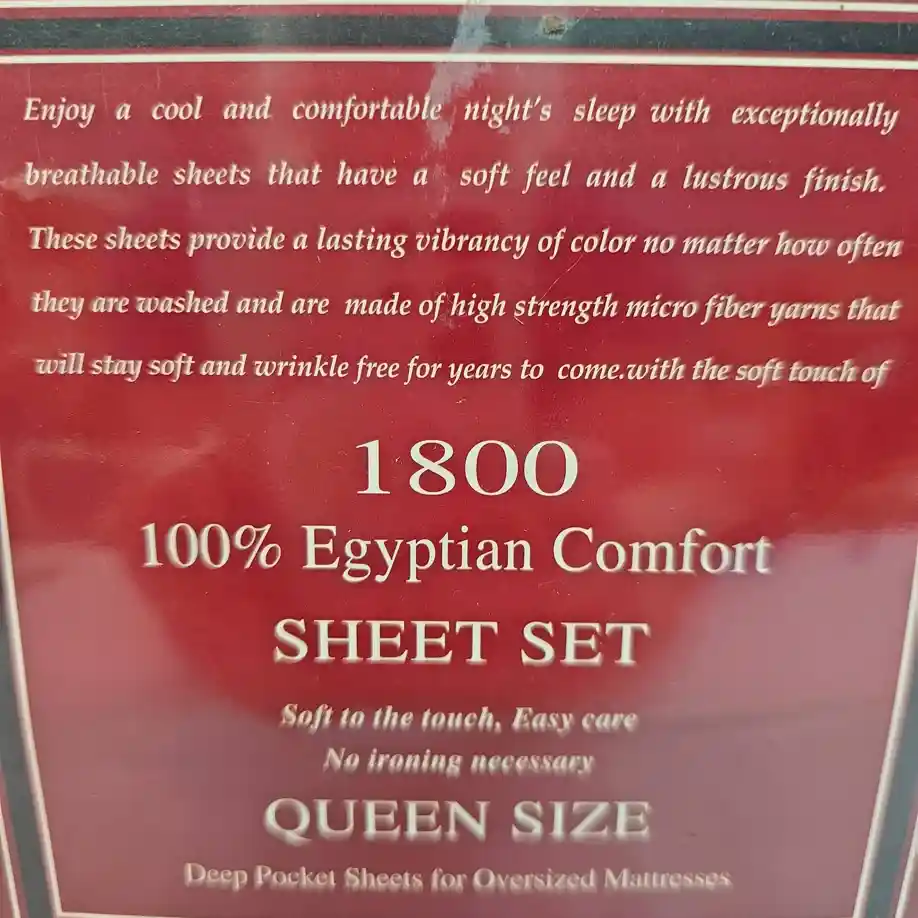 Enjoy a cool and comfortable night's sleep with exceptionally
breathable sheets that have a soft feel and a lustrous finish.
These sheets provide a lasting vibrancy of color no matter how often
they are washed and are made of high strength micro fiber yarns that
will stay soft and wrinkle free for years to come.with the soft touch of
1800
100% Egyptian Comfort
SHEET SET
Soft to the touch, Easy care
No ironing necessary
QUEEN SIZE
Deep Pocket Sheets for Oversized Mattresses